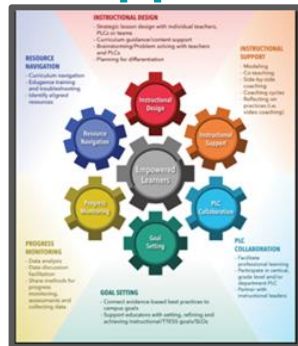 INSTRUCTIONAL DESIGN
- Strategic lesson design with individual teachers,
PLCs or teams
- Curriculum guidance/content support
- Brainstorming/Problem solving with teachers
and PLCs
- Planning for differentiation
RESOURCE
NAVIGATION
- Curriculum navigation
- Edugence training
and troubleshooting
- Identify aligned
resources
INSTRUCTIONAL
SUPPORT
- Modeling
- Co-teaching
- Side-by-side
coaching
- Coaching cycles
- Reflecting on
practices (i.e.
video coaching)
Instructional
Design
Resource
Navigation
Instructional
Support
Empowered
Learners
Progress
Monitoring
PLC
Collaboration
Goal
Setting
PROGRESS
MONITORING
- Data analysis
- Data discussion
facilitation
- Share methods for
progress
monitoring
assessments and
collecting data
PLC
COLLABORATION
- Facilitate
professional learning
- Participate in vertical,
grade level and/or
department PLC
- Partner with
instructional leaders
GOAL SETTING
- Connect evidence-based best practices to
campus goals
- Support educators with setting, refining and
achieving instructional/TTESS goals/SLOs